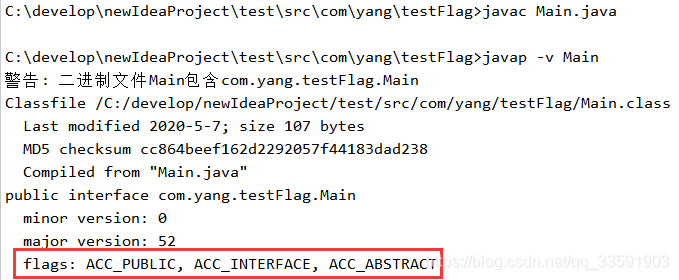 C:\develop\newIdeaProject\test\src\com\yang\testFlag>javac Main.java
C:\develop\newIdeaProject\test\src\com\yang\testFlag>javap -v Main
警告: 二进制文件Main包含com.yang.testFlag.Main
Classfile /C:/develop/newIdeaProject/test/src/com/yang/testFlag/Main.class
Last modified 2020-5-7; size 107 bytes
MD5 checksum cc864beef162d2292057f44183dad238
Compiled from "Main.java"
public interface com.yang.testFlag.Main
minor version: 0
major version: 52
flags: ACC_PUBLIC, ACC_INTERFACE, ACC_ABSTRACT
https://blog.csdn.net/qq_33591903